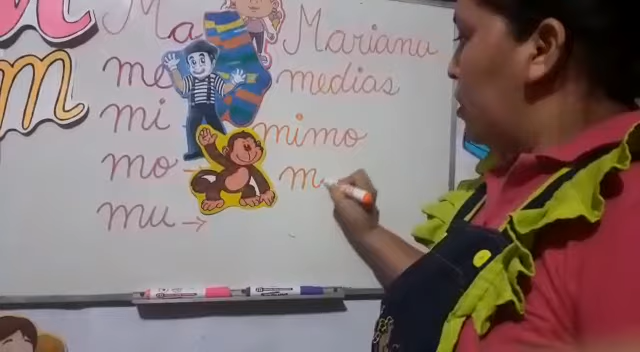 m
m
Ma Mariana
me medias
mi mimo
mo → m
mu →